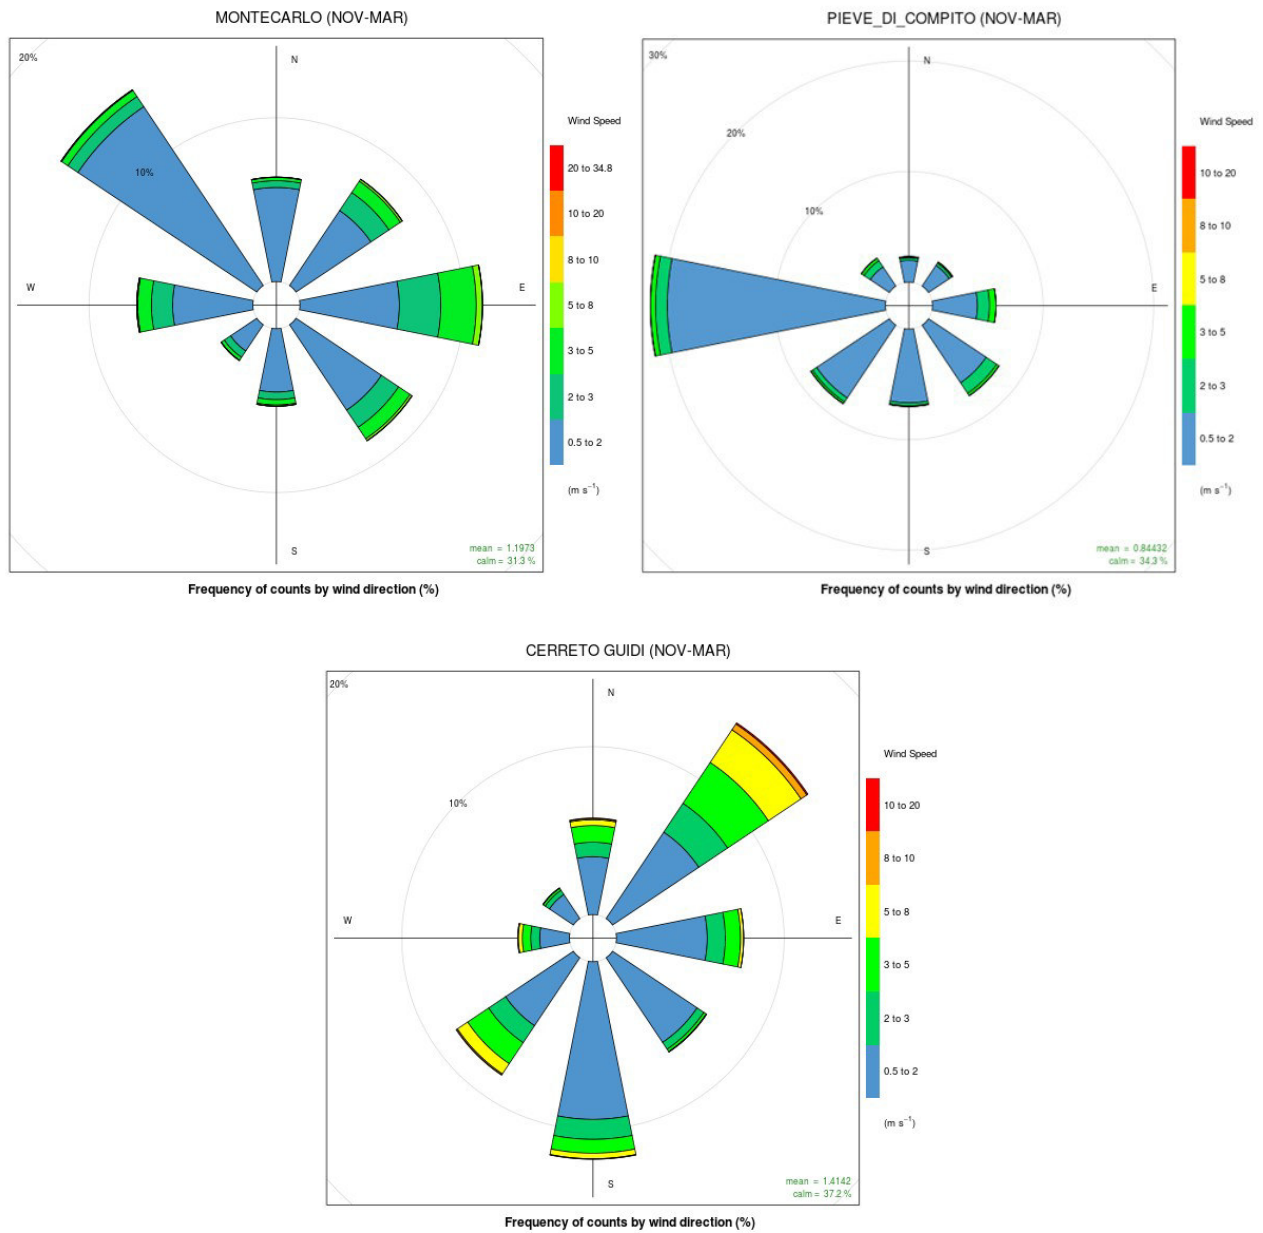 MONTECARLO (NOV-MAR)
20%
N
10%
W
E
S
mean = 1.1973
calm = 31.3 %
Frequency of counts by wind direction (%)
Wind Speed
20 to 34.8
10 to 20
8 to 10
5 to 8
3 to 5
2 to 3
0.5 to 2
(m s⁻¹)
PIEVE_DI_COMPITO (NOV-MAR)
30%
N
20%
10%
E
S
mean = 0.84432
calm = 34.3 %
Frequency of counts by wind direction (%)
Wind Speed
10 to 20
8 to 10
5 to 8
3 to 5
2 to 3
0.5 to 2
(m s⁻¹)
CERRETO GUIDI (NOV-MAR)
20%
N
10%
W
E
S
mean = 1.4142
calm = 37.2 %
Frequency of counts by wind direction (%)
Wind Speed
10 to 20
8 to 10
5 to 8
3 to 5
2 to 3
0.5 to 2
(m s⁻¹)